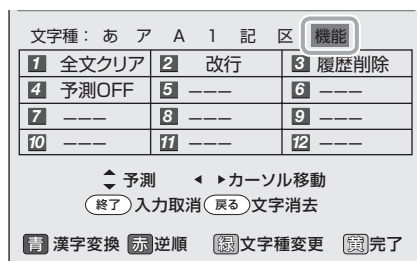 文字種： あ ア A 1 記 区 機能
1 全文クリア 2 改行 3 履歴削除
4 予測OFF 5 −−− 6 −−−
7 −−− 8 −−− 9 −−−
10 −−− 11 −−− 12 −−−
予測 カーソル移動
終了 入力取消 戻る 文字消去
青 漢字変換 赤 逆順 緑 文字種変更 黄 完了